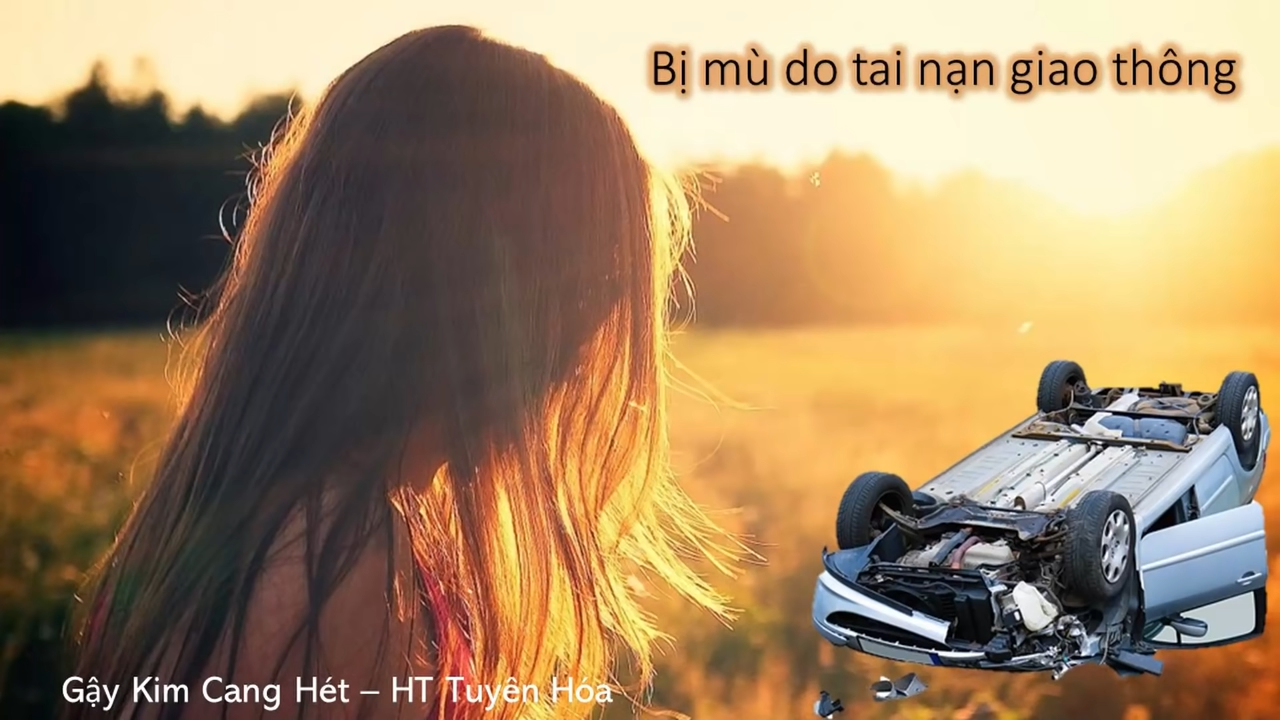 Bị mù do tai nạn giao thông
Gậy Kim Cang Hét – HT Tuyên Hóa